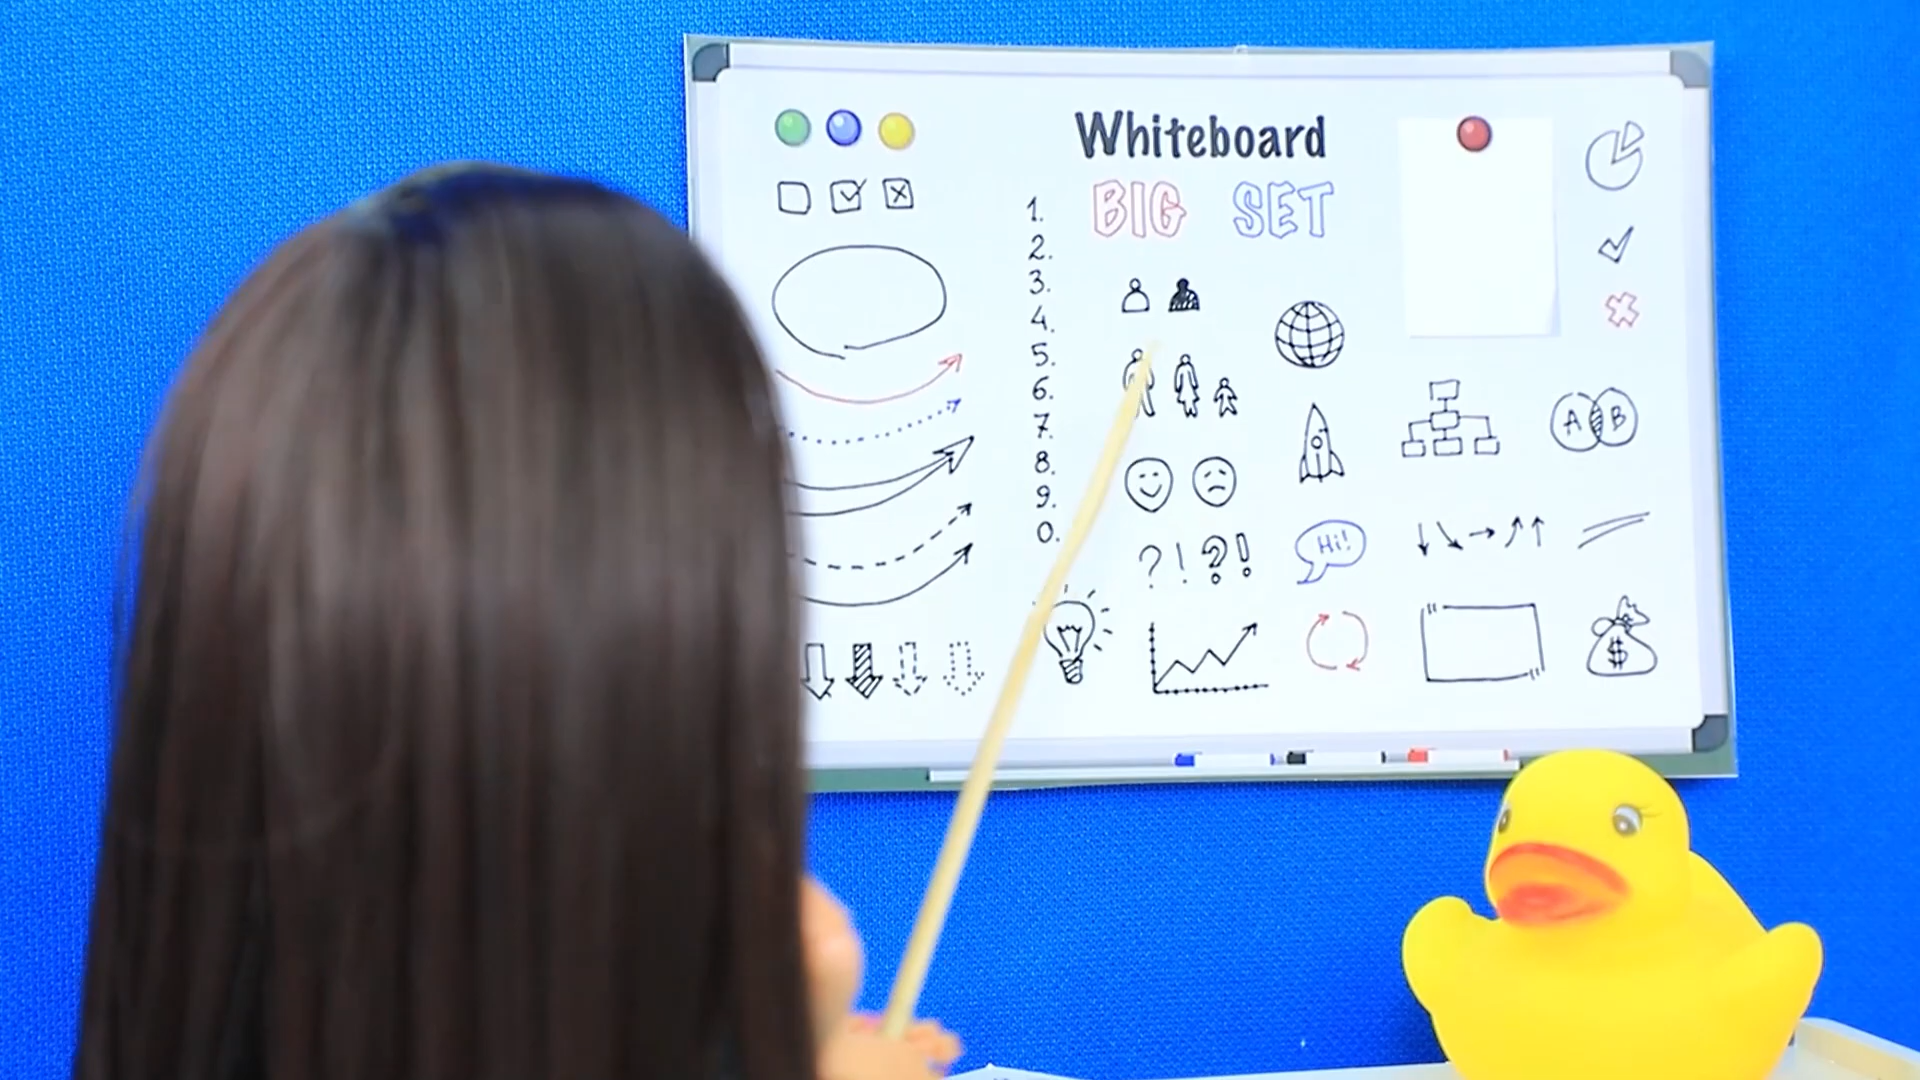 Whiteboard
BIG SET
1.
2.
3.
4.
5.
6.
7.
8.
9.
0.
A B
? ! ? !
Hi!
$